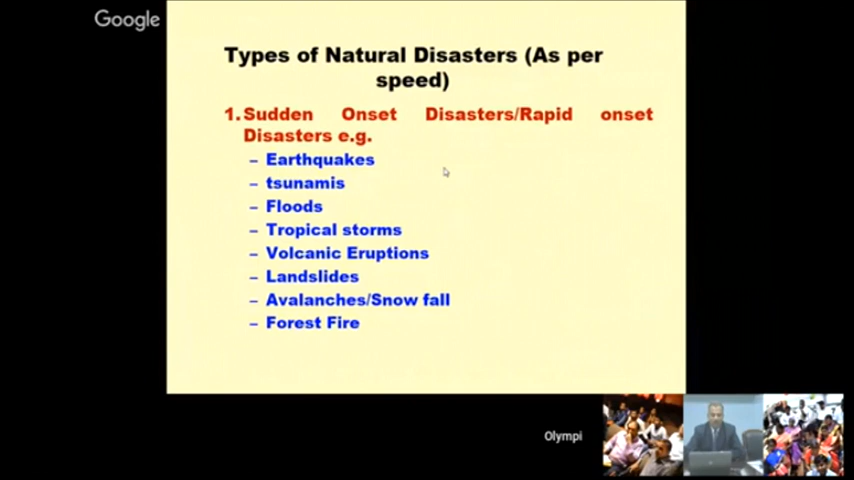 Google
Types of Natural Disasters (As per
speed)
1. Sudden Onset Disasters/Rapid onset
Disasters e.g.
– Earthquakes
– tsunamis
– Floods
– Tropical storms
– Volcanic Eruptions
– Landslides
– Avalanches/Snow fall
– Forest Fire
Olympi